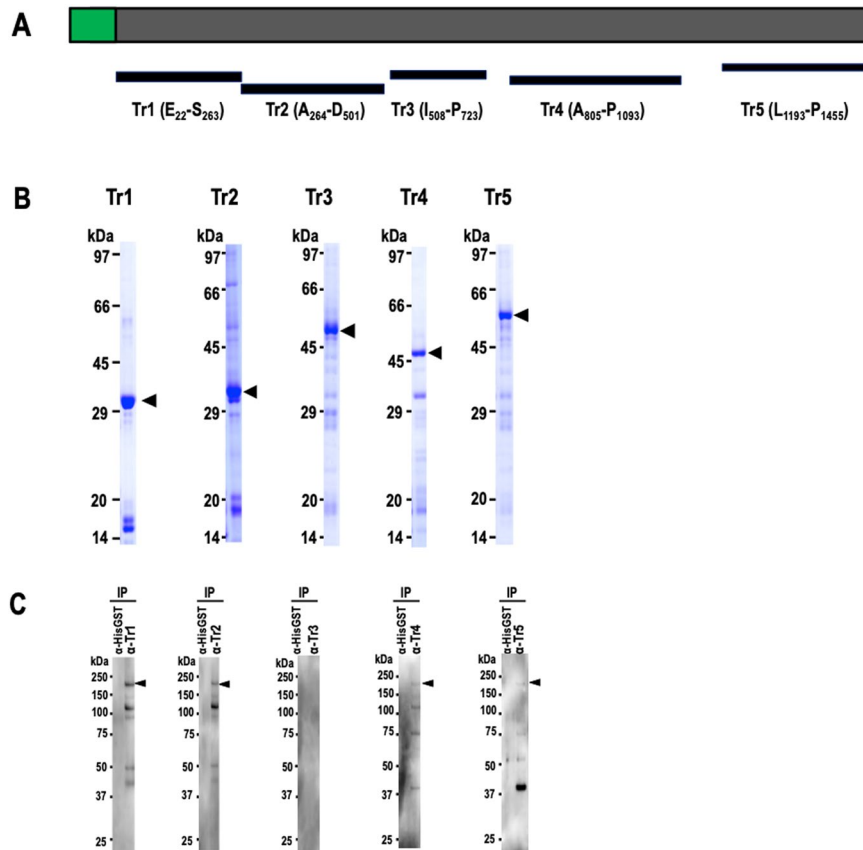 A
Tr1 (E₂₂-S₂₆₃)
Tr2 (A₂₆₄-D₅₀₁)
Tr3 (I₅₀₈-P₇₂₃)
Tr4 (A₈₀₅-P₁₀₉₃)
Tr5 (L₁₁₉₃-P₁₄₅₅)
B
Tr1
kDa
97
66
45
29
20
14
Tr2
kDa
97
66
45
29
20
14
Tr3
kDa
97
66
45
29
20
14
Tr4
kDa
97
66
45
29
20
14
Tr5
kDa
97
66
45
29
20
14
C
IP
α-HisGST
α-Tr1
kDa
250
150
100
75
50
37
25
IP
α-HisGST
α-Tr2
kDa
250
150
100
75
50
37
25
IP
α-HisGST
α-Tr3
kDa
250
150
100
75
50
37
25
IP
α-HisGST
α-Tr4
kDa
250
150
100
75
50
37
25
IP
α-HisGST
α-Tr5
kDa
250
150
100
75
50
37
25